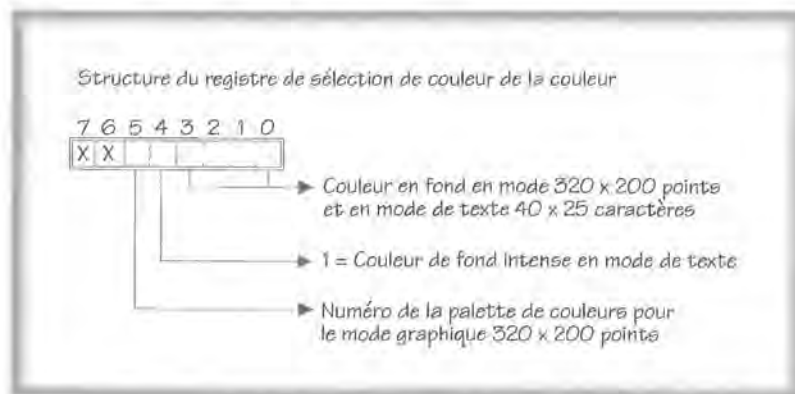 Structure du registre de sélection de couleur de la couleur
7 6 5 4 3 2 1 0
X X
Couleur en fond en mode 320 x 200 points
et en mode de texte 40 x 25 caractères
1 = Couleur de fond intense en mode de texte
Numéro de la palette de couleurs pour
le mode graphique 320 x 200 points